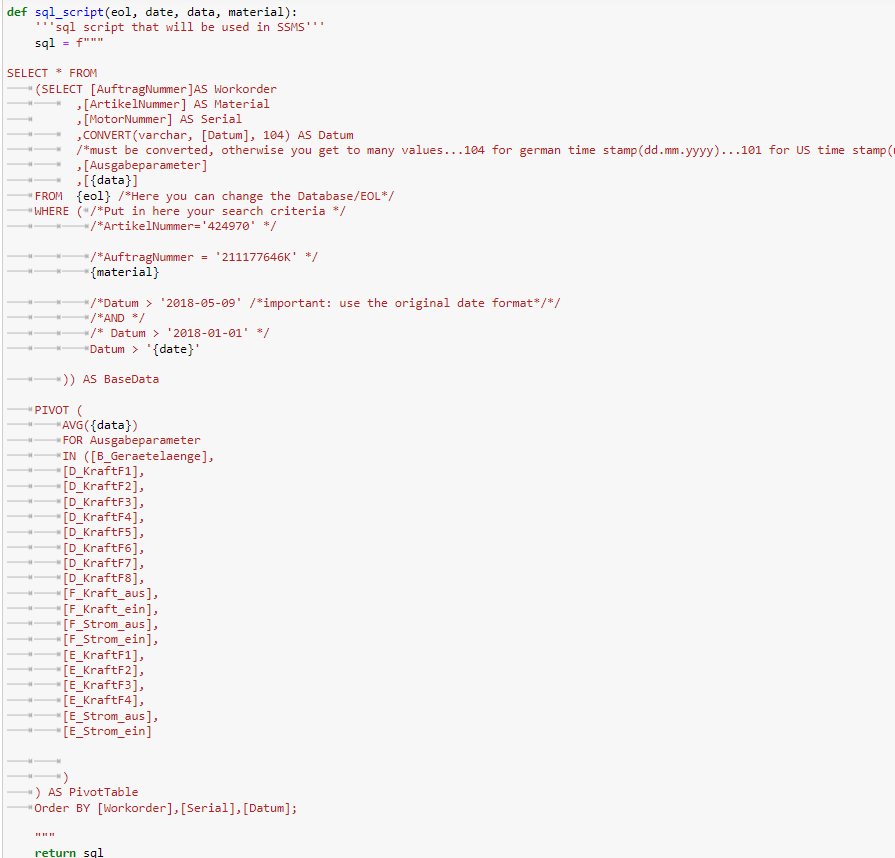 def sql_script(eol, date, data, material):
'''sql script that will be used in SSMS'''
sql = f"""
SELECT * FROM
(SELECT [AuftragNummer]AS Workorder
,[ArtikelNummer] AS Material
,[MotorNummer] AS Serial
,CONVERT(varchar, [Datum], 104) AS Datum
/*must be converted, otherwise you get to many values...104 for german time stamp(dd.mm.yyyy)...101 for US time stamp(
,[Ausgabeparameter]
,[{data}]
FROM {eol} /*Here you can change the Database/EOL*/
WHERE ( /*Put in here your search criteria */
/*ArtikelNummer='424970' */
/*AuftragNummer = '211177646K' */
{material}
/*Datum > '2018-05-09' /*important: use the original date format*/*/
/*AND */
/* Datum > '2018-01-01' */
Datum > '{date}'
)) AS BaseData
PIVOT (
AVG({data})
FOR Ausgabeparameter
IN ([B_Geraetelaenge],
[D_KraftF1],
[D_KraftF2],
[D_KraftF3],
[D_KraftF4],
[D_KraftF5],
[D_KraftF6],
[D_KraftF7],
[D_KraftF8],
[F_Kraft_aus],
[F_Kraft_ein],
[F_Strom_aus],
[F_Strom_ein],
[E_KraftF1],
[E_KraftF2],
[E_KraftF3],
[E_KraftF4],
[E_Strom_aus],
[E_Strom_ein]
)
) AS PivotTable
Order BY [Workorder],[Serial],[Datum];
"""
return sql